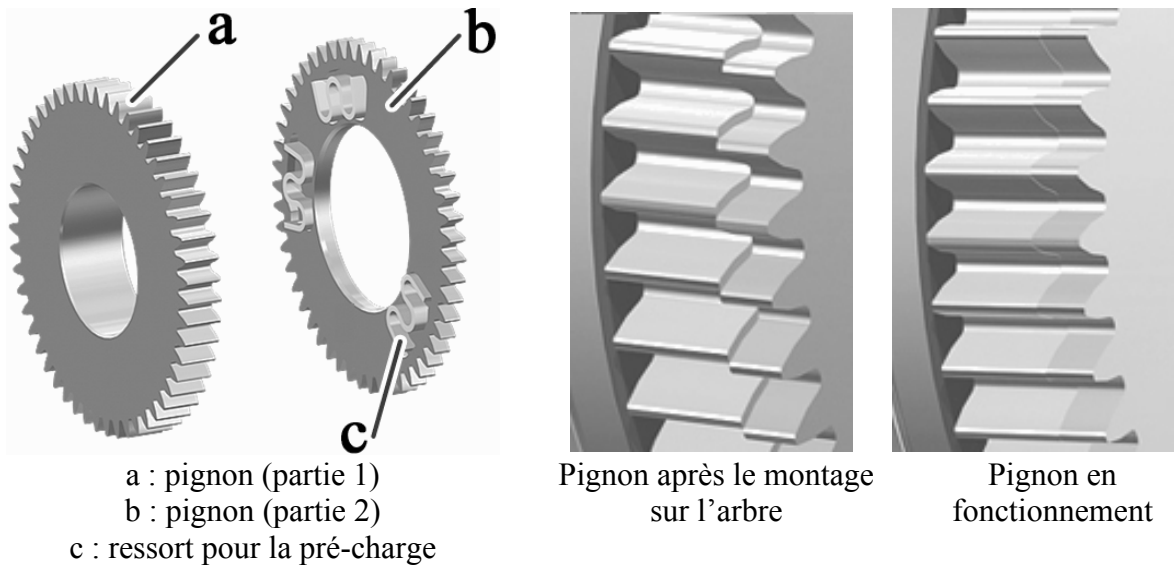 a
b
c
a : pignon (partie 1)
b : pignon (partie 2)
c : ressort pour la pré-charge
Pignon après le montage
sur l’arbre
Pignon en
fonctionnement